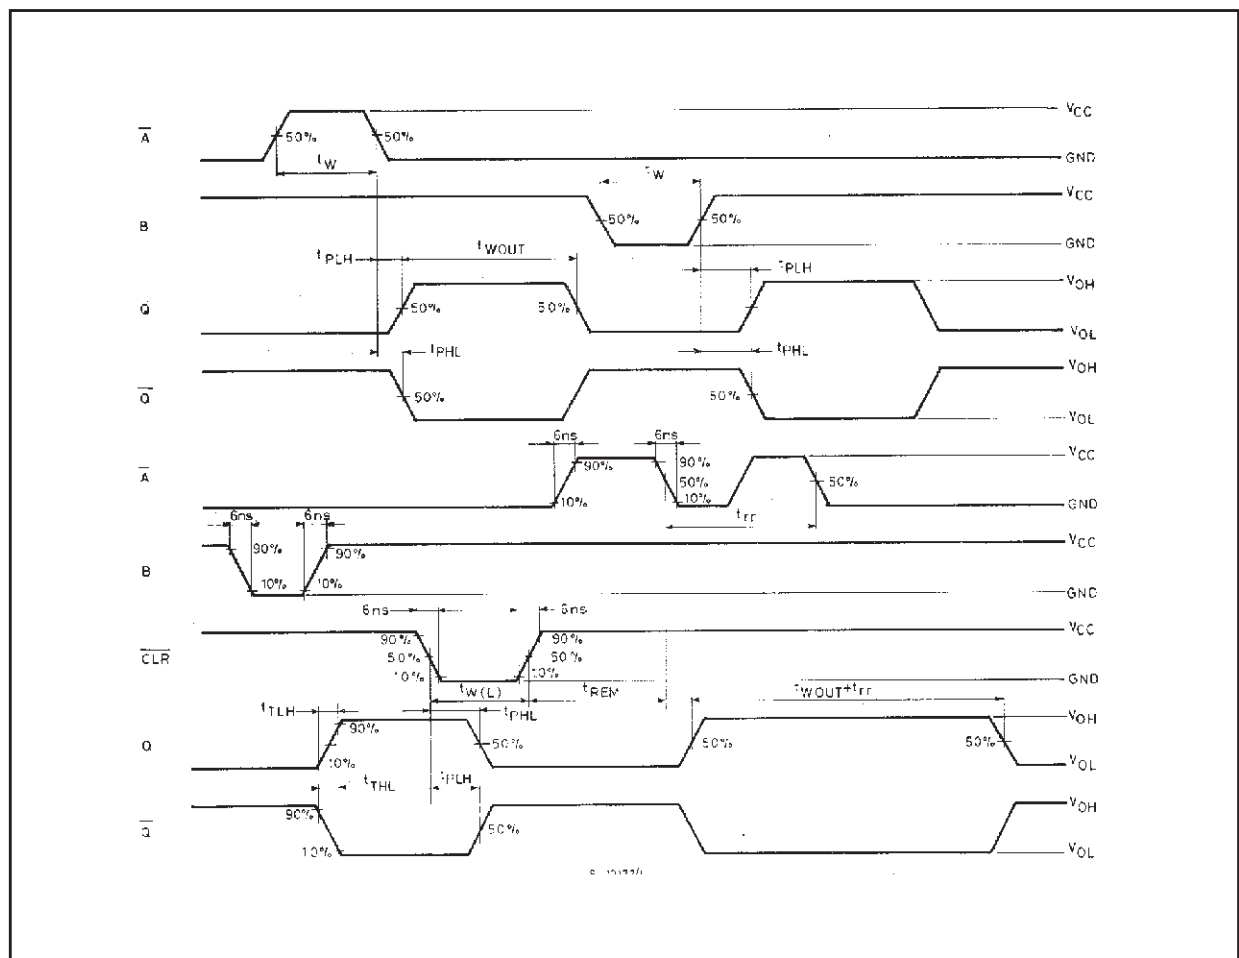 VCC
A
50%
50%
tW
GND
tW
VCC
B
50%
50%
GND
tPLH
tWOUT
tPLH
VOH
Q
50%
50%
VOL
tPHL
tPHL
VOH
Q
50%
50%
VOL
6ns
6ns
VCC
A
90%
90%
50%
50%
10%
10%
GND
trr
6ns
6ns
VCC
B
90%
90%
10%
10%
GND
6ns
6ns
VCC
90%
90%
CLR
50%
50%
10%
10%
GND
tW(L)
tREM
tWOUT+trr
tTLH
tPHL
VOH
90%
Q
50%
50%
50%
10%
VOL
tTHL
tPLH
VOH
90%
Q
50%
10%
VOL